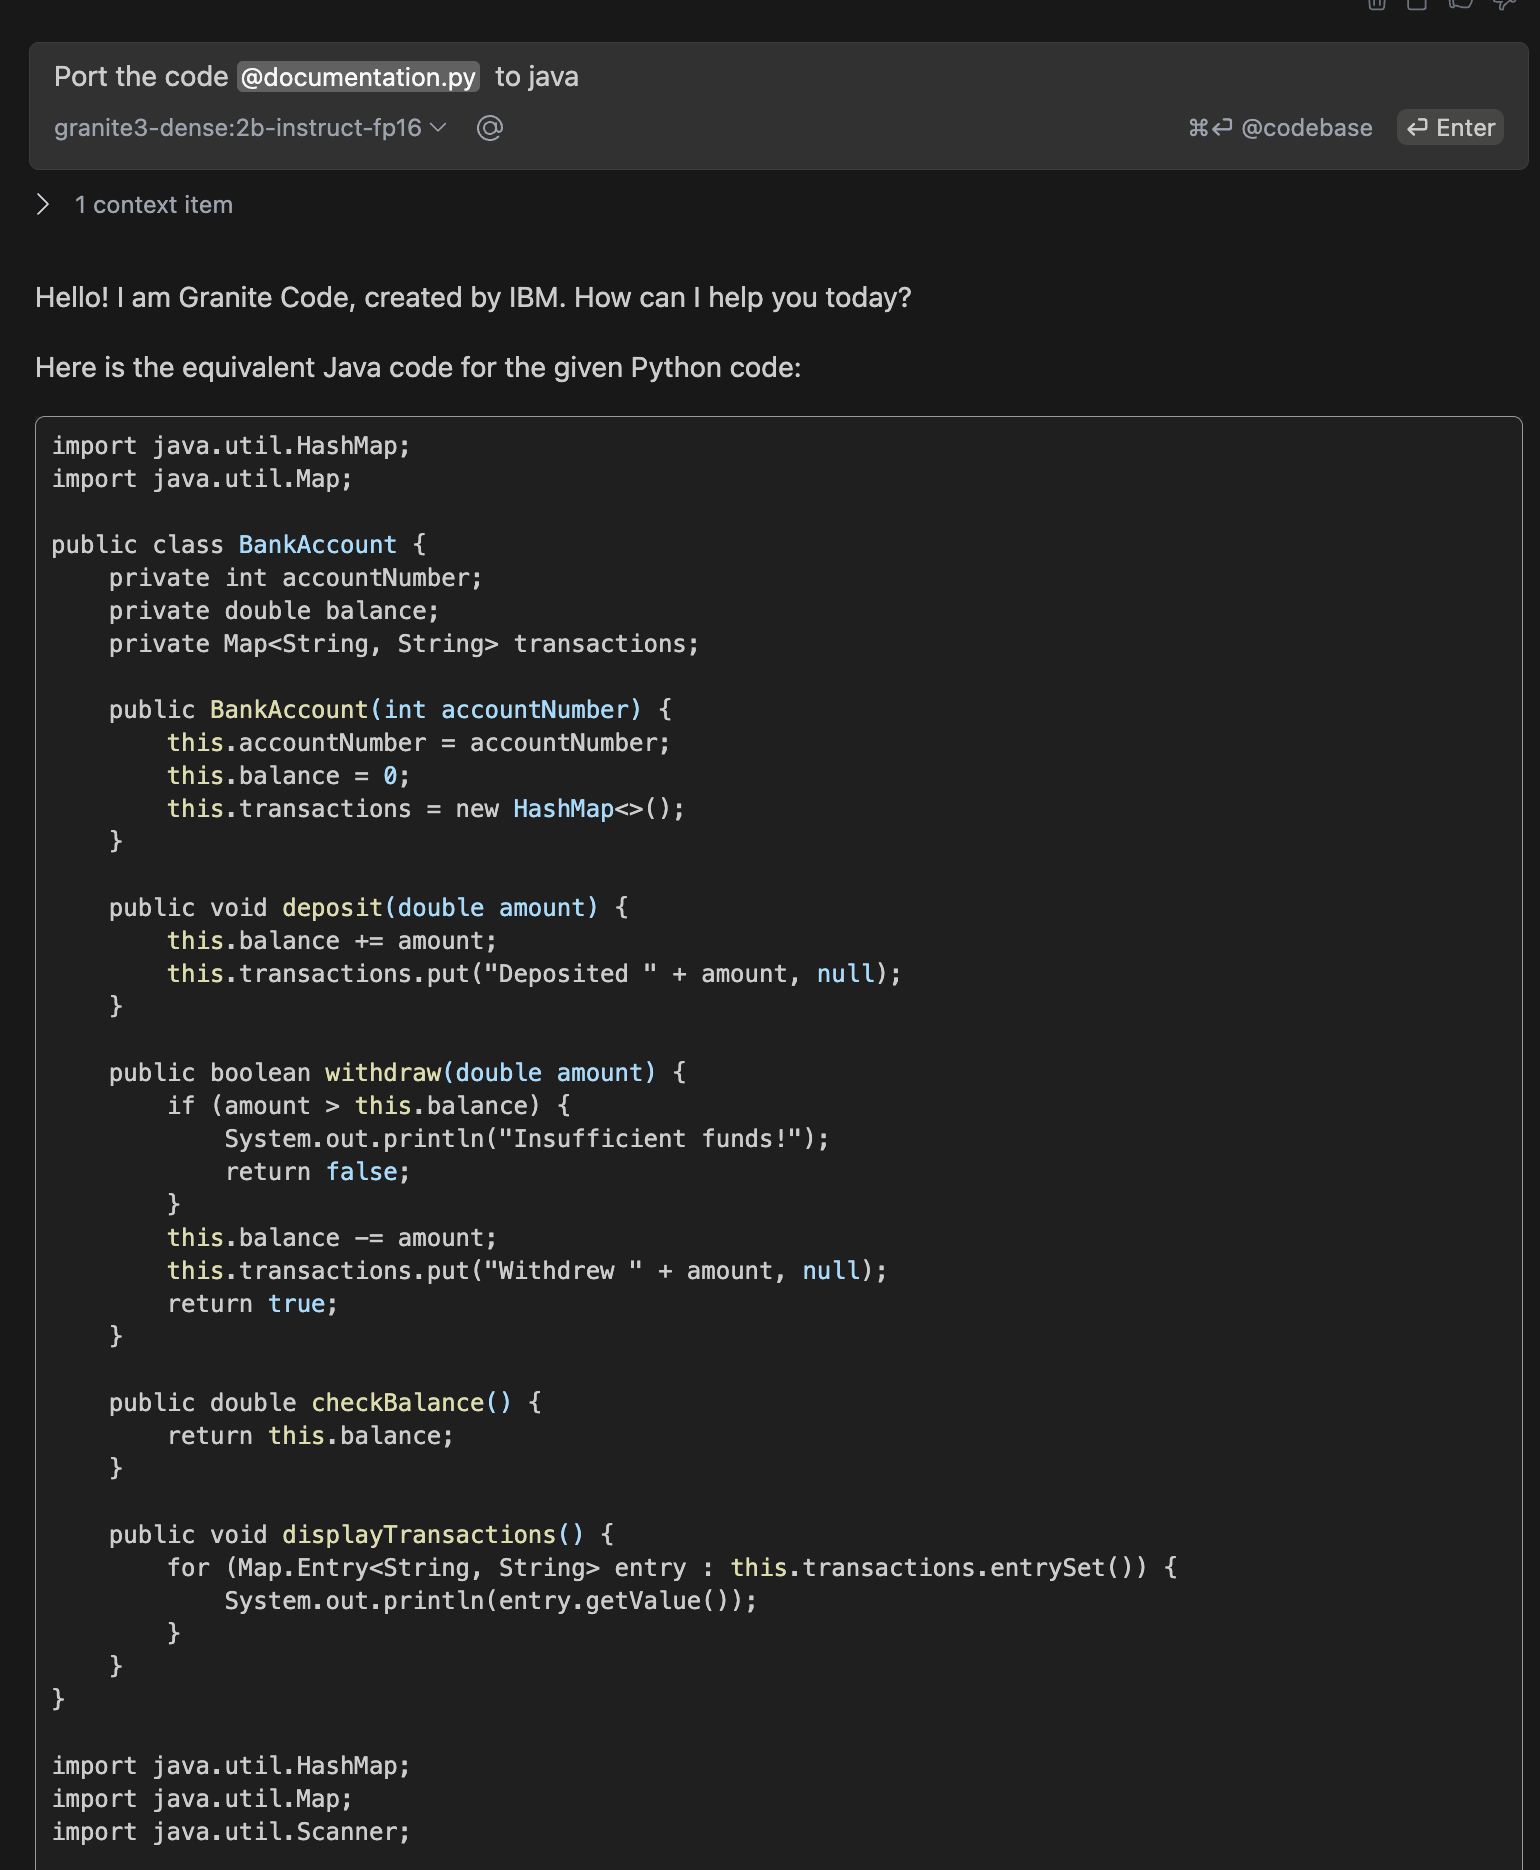 Port the code @documentation.py to java
granite3-dense:2b-instruct-fp16 @ ⌘⏎ @codebase ⏎ Enter
1 context item
Hello! I am Granite Code, created by IBM. How can I help you today?
Here is the equivalent Java code for the given Python code:
import java.util.HashMap;
import java.util.Map;
public class BankAccount {
    private int accountNumber;
    private double balance;
    private Map<String, String> transactions;
    public BankAccount(int accountNumber) {
        this.accountNumber = accountNumber;
        this.balance = 0;
        this.transactions = new HashMap<>();
    }
    public void deposit(double amount) {
        this.balance += amount;
        this.transactions.put("Deposited " + amount, null);
    }
    public boolean withdraw(double amount) {
        if (amount > this.balance) {
            System.out.println("Insufficient funds!");
            return false;
        }
        this.balance -= amount;
        this.transactions.put("Withdrew " + amount, null);
        return true;
    }
    public double checkBalance() {
        return this.balance;
    }
    public void displayTransactions() {
        for (Map.Entry<String, String> entry : this.transactions.entrySet()) {
            System.out.println(entry.getValue());
        }
    }
}
import java.util.HashMap;
import java.util.Map;
import java.util.Scanner;